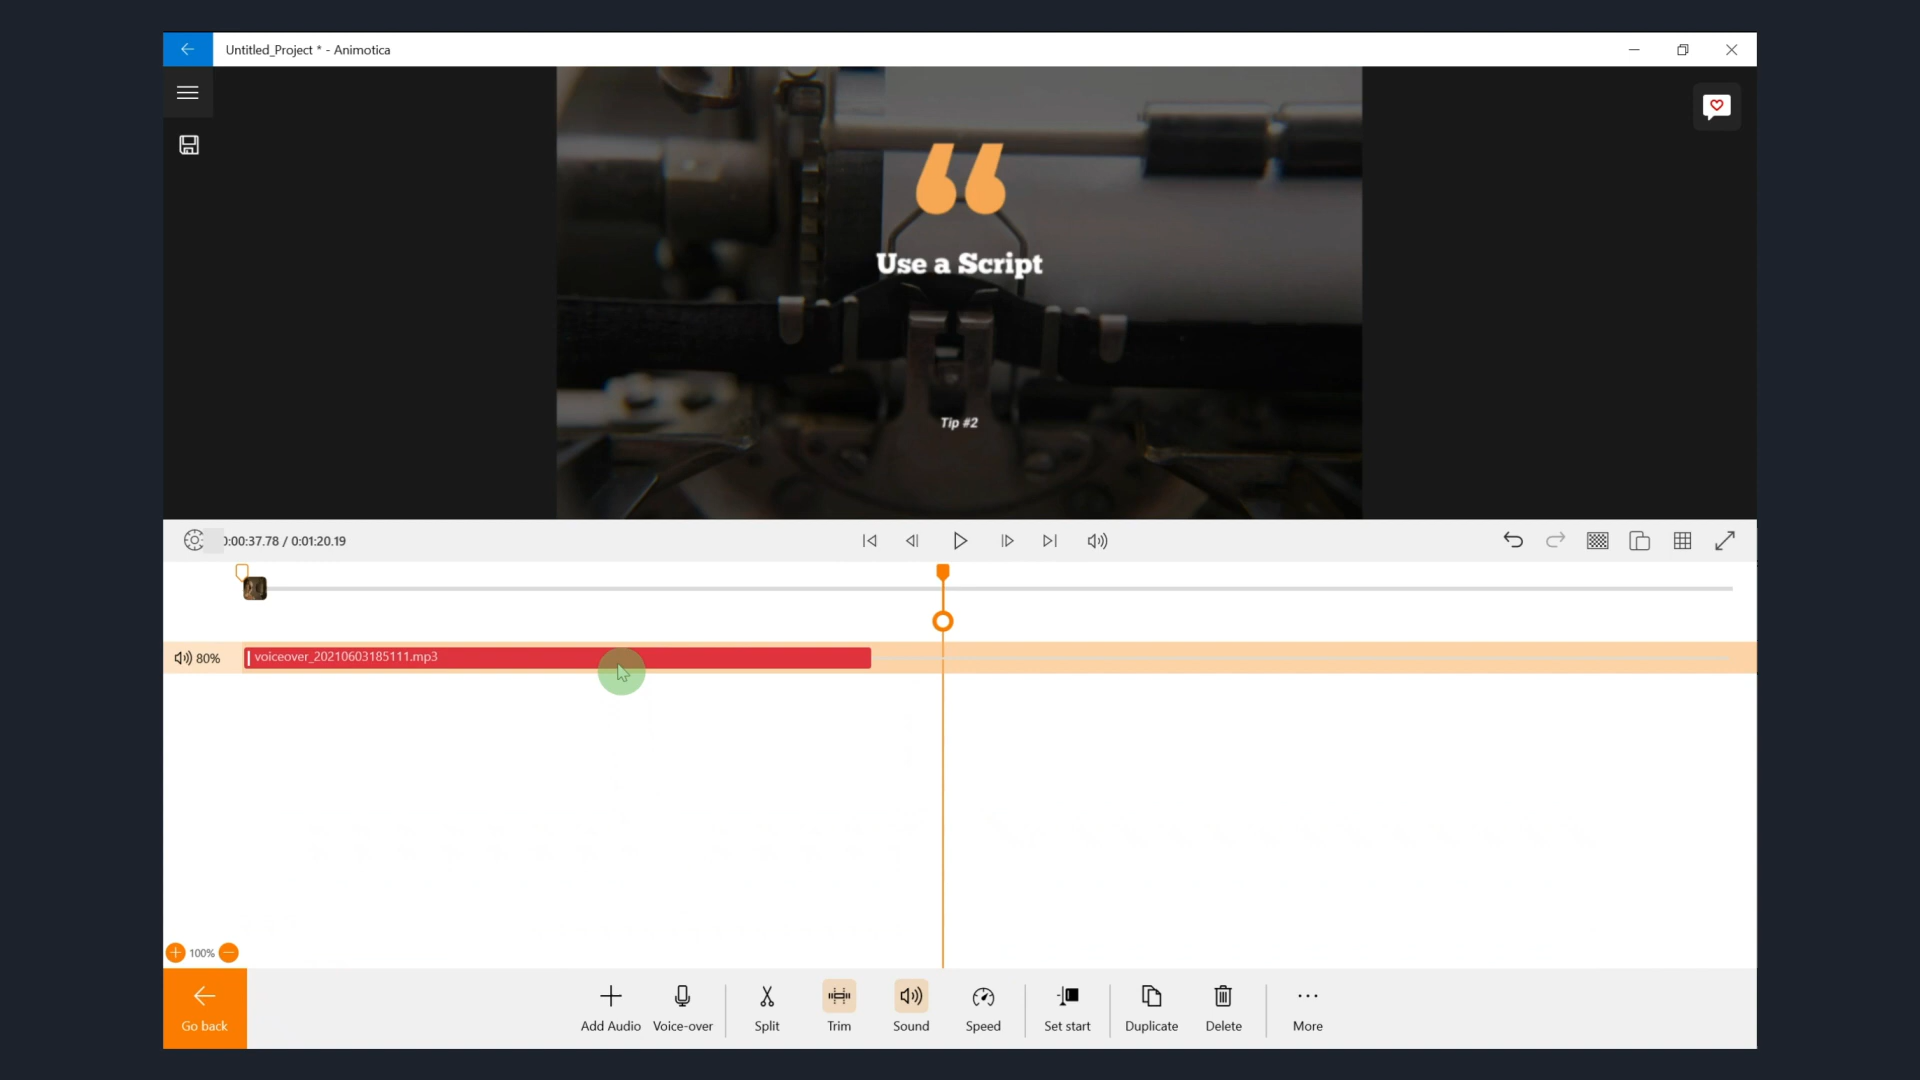 Untitled_Project * - Animotica
“
Use a Script
Tip #2
0:00:37.78 / 0:01:20.19
80%
voiceover_20210603185111.mp3
100%
Go back
Add Audio
Voice-over
Split
Trim
Sound
Speed
Set start
Duplicate
Delete
More